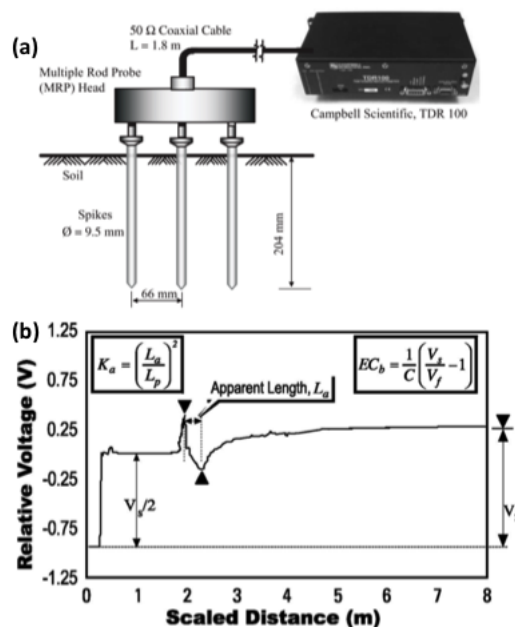 (a)
50 Ω Coaxial Cable
L = 1.8 m
Multiple Rod Probe
(MRP) Head
TDR100
Campbell Scientific, TDR 100
Soil
Spikes
Ø = 9.5 mm
204 mm
66 mm
(b)
1.25
0.75
0.25
-0.25
-0.75
-1.25
Relative Voltage (V)
K_a = (L_a / L_p)^2
EC_b = 1/C (V_s / V_f - 1)
Apparent Length, L_a
V_s/2
0 1 2 3 4 5 6 7 8
Scaled Distance (m)